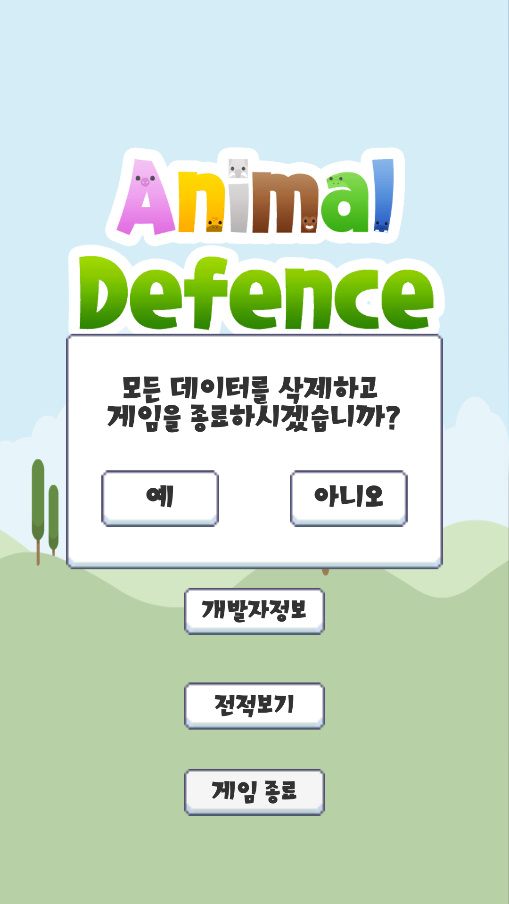 Animal
Defence
모든 데이터를 삭제하고
게임을 종료하시겠습니까?
예
아니오
개발자정보
전적보기
게임 종료